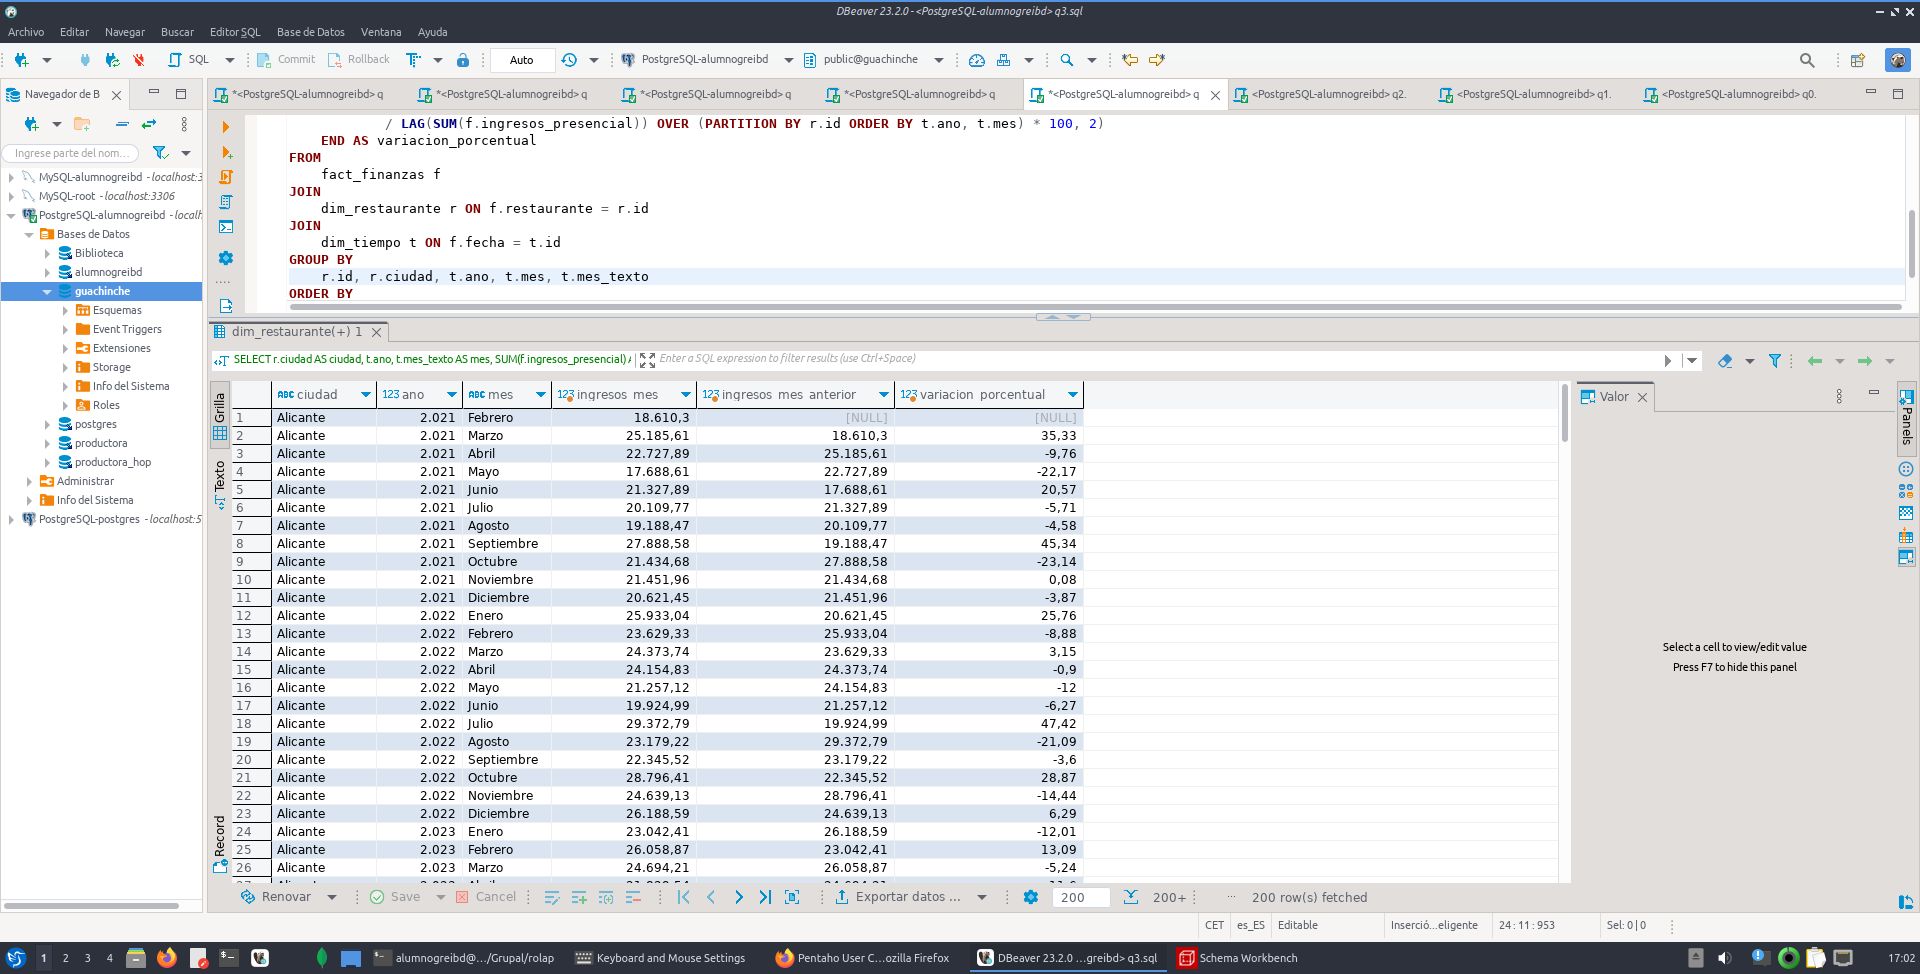 DBeaver 23.2.0 - <PostgreSQL-alumnogreibd> q3.sql
Archivo Editar Navegar Buscar Editor SQL Base de Datos Ventana Ayuda
SQL Commit Rollback Auto PostgreSQL-alumnogreibd public@guachinche
Navegador de B
*<PostgreSQL-alumnogreibd> q *<PostgreSQL-alumnogreibd> q *<PostgreSQL-alumnogreibd> q *<PostgreSQL-alumnogreibd> q *<PostgreSQL-alumnogreibd> q <PostgreSQL-alumnogreibd> q2. <PostgreSQL-alumnogreibd> q1. <PostgreSQL-alumnogreibd> q0.
Ingrese parte del nom...
MySQL-alumnogreibd - localhost:3
MySQL-root - localhost:3306
PostgreSQL-alumnogreibd - localh
Bases de Datos
Biblioteca
alumnogreibd
guachinche
Esquemas
Event Triggers
Extensiones
Storage
Info del Sistema
Roles
postgres
productora
productora_hop
Administrar
Info del Sistema
PostgreSQL-postgres - localhost:5
/ LAG(SUM(f.ingresos_presencial)) OVER (PARTITION BY r.id ORDER BY t.ano, t.mes) * 100, 2)
END AS variacion_porcentual
FROM
fact_finanzas f
JOIN
dim_restaurante r ON f.restaurante = r.id
JOIN
dim_tiempo t ON f.fecha = t.id
GROUP BY
r.id, r.ciudad, t.ano, t.mes, t.mes_texto
ORDER BY
dim_restaurante(+) 1
SELECT r.ciudad AS ciudad, t.ano, t.mes_texto AS mes, SUM(f.ingresos_presencial) Enter a SQL expression to filter results (use Ctrl+Space)
Grilla
Texto
Record
ABC ciudad 123 ano ABC mes 123 ingresos_mes 123 ingresos_mes_anterior 123 variacion_porcentual
1 Alicante 2.021 Febrero 18.610,3 [NULL] [NULL]
2 Alicante 2.021 Marzo 25.185,61 18.610,3 35,33
3 Alicante 2.021 Abril 22.727,89 25.185,61 -9,76
4 Alicante 2.021 Mayo 17.688,61 22.727,89 -22,17
5 Alicante 2.021 Junio 21.327,89 17.688,61 20,57
6 Alicante 2.021 Julio 20.109,77 21.327,89 -5,71
7 Alicante 2.021 Agosto 19.188,47 20.109,77 -4,58
8 Alicante 2.021 Septiembre 27.888,58 19.188,47 45,34
9 Alicante 2.021 Octubre 21.434,68 27.888,58 -23,14
10 Alicante 2.021 Noviembre 21.451,96 21.434,68 0,08
11 Alicante 2.021 Diciembre 20.621,45 21.451,96 -3,87
12 Alicante 2.022 Enero 25.933,04 20.621,45 25,76
13 Alicante 2.022 Febrero 23.629,33 25.933,04 -8,88
14 Alicante 2.022 Marzo 24.373,74 23.629,33 3,15
15 Alicante 2.022 Abril 24.154,83 24.373,74 -0,9
16 Alicante 2.022 Mayo 21.257,12 24.154,83 -12
17 Alicante 2.022 Junio 19.924,99 21.257,12 -6,27
18 Alicante 2.022 Julio 29.372,79 19.924,99 47,42
19 Alicante 2.022 Agosto 23.179,22 29.372,79 -21,09
20 Alicante 2.022 Septiembre 22.345,52 23.179,22 -3,6
21 Alicante 2.022 Octubre 28.796,41 22.345,52 28,87
22 Alicante 2.022 Noviembre 24.639,13 28.796,41 -14,44
23 Alicante 2.022 Diciembre 26.188,59 24.639,13 6,29
24 Alicante 2.023 Enero 23.042,41 26.188,59 -12,01
25 Alicante 2.023 Febrero 26.058,87 23.042,41 13,09
26 Alicante 2.023 Marzo 24.694,21 26.058,87 -5,24
Valor
Select a cell to view/edit value
Press F7 to hide this panel
Panels
Renovar Save Cancel Exportar datos ... 200 200+ ... 200 row(s) fetched
CET es_ES Editable Inserció...eligente 24 : 11 : 953 Sel: 0 | 0
1 2 3 4 alumnogreibd@.../Grupal/rolap Keyboard and Mouse Settings Pentaho User C...ozilla Firefox DBeaver 23.2.0 ...greibd> q3.sql Schema Workbench 17:02